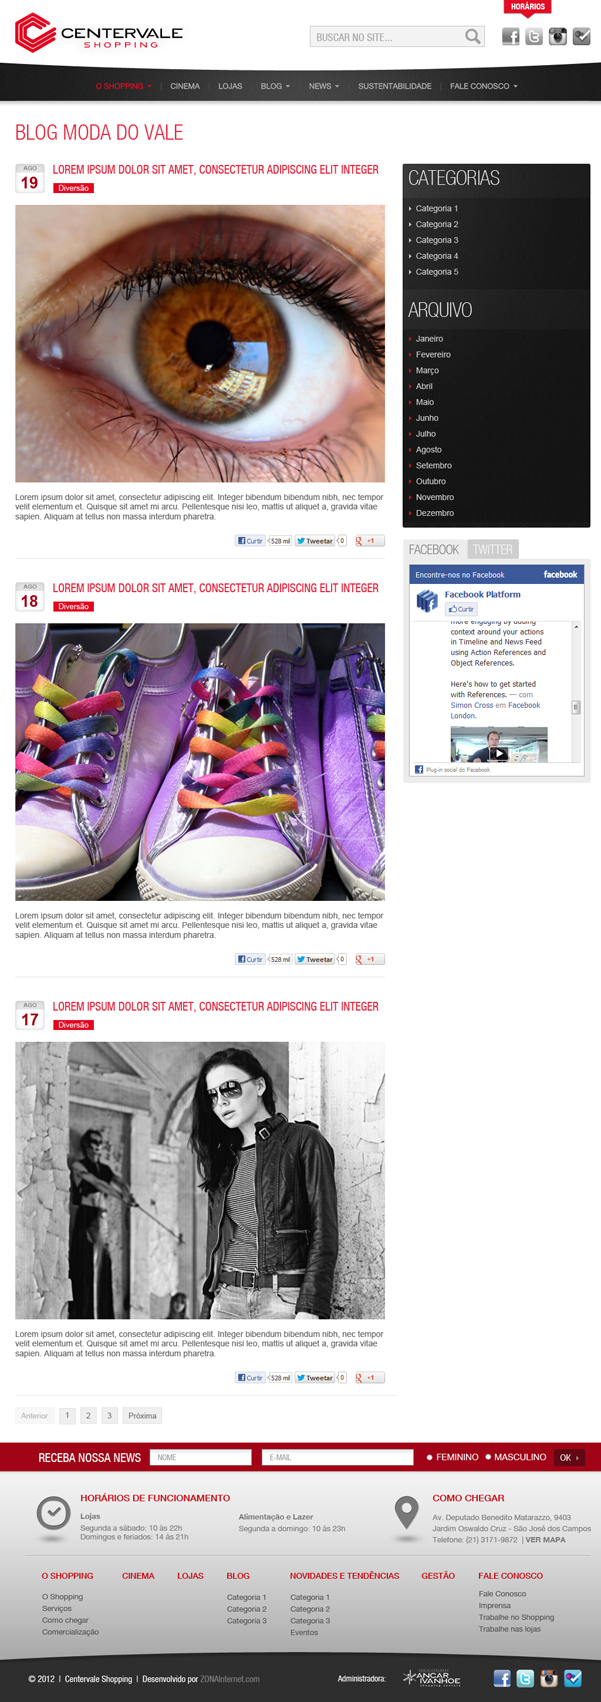 HORÁRIOS
CENTERVALE
SHOPPING
BUSCAR NO SITE...
O SHOPPING | CINEMA | LOJAS | BLOG | NEWS | SUSTENTABILIDADE | FALE CONOSCO
BLOG MODA DO VALE
AGO
19
LOREM IPSUM DOLOR SIT AMET, CONSECTETUR ADIPISCING ELIT INTEGER
Diversão
Lorem ipsum dolor sit amet, consectetur adipiscing elit. Integer bibendum bibendum nibh, nec tempor
velit elementum et. Quisque sit amet mi arcu. Pellentesque nisi leo, mattis ut aliquet a, gravida vitae
sapien. Aliquam at tellus non massa interdum pharetra.
Curtir 528 mil Tweetar 0 +1
AGO
18
LOREM IPSUM DOLOR SIT AMET, CONSECTETUR ADIPISCING ELIT INTEGER
Diversão
Lorem ipsum dolor sit amet, consectetur adipiscing elit. Integer bibendum bibendum nibh, nec tempor
velit elementum et. Quisque sit amet mi arcu. Pellentesque nisi leo, mattis ut aliquet a, gravida vitae
sapien. Aliquam at tellus non massa interdum pharetra.
Curtir 528 mil Tweetar 0 +1
AGO
17
LOREM IPSUM DOLOR SIT AMET, CONSECTETUR ADIPISCING ELIT INTEGER
Diversão
Lorem ipsum dolor sit amet, consectetur adipiscing elit. Integer bibendum bibendum nibh, nec tempor
velit elementum et. Quisque sit amet mi arcu. Pellentesque nisi leo, mattis ut aliquet a, gravida vitae
sapien. Aliquam at tellus non massa interdum pharetra.
Curtir 528 mil Tweetar 0 +1
Anterior 1 2 3 Próxima
CATEGORIAS
Categoria 1
Categoria 2
Categoria 3
Categoria 4
Categoria 5
ARQUIVO
Janeiro
Fevereiro
Março
Abril
Maio
Junho
Julho
Agosto
Setembro
Outubro
Novembro
Dezembro
FACEBOOK TWITTER
Encontre-nos no Facebook facebook
Facebook Platform
Curtir
more engaging by adding
context around your actions
in Timeline and News Feed
using Action References and
Object References.
Here's how to get started
with References. — com
Simon Cross em Facebook
London.
Plug-in social do Facebook
RECEBA NOSSA NEWS NOME E-MAIL FEMININO MASCULINO OK ›
HORÁRIOS DE FUNCIONAMENTO
Lojas
Segunda a sábado: 10 às 22h
Domingos e feriados: 14 às 21h
Alimentação e Lazer
Segunda a domingo: 10 às 23h
COMO CHEGAR
Av. Deputado Benedito Matarazzo, 9403
Jardim Oswaldo Cruz - São José dos Campos
Telefone: (21) 3171-9872 | VER MAPA
O SHOPPING
O Shopping
Serviços
Como chegar
Comercialização
CINEMA
LOJAS
BLOG
Categoria 1
Categoria 2
Categoria 3
NOVIDADES E TENDÊNCIAS
Categoria 1
Categoria 2
Categoria 3
Eventos
GESTÃO
FALE CONOSCO
Fale Conosco
Imprensa
Trabalhe no Shopping
Trabalhe nas lojas
© 2012 | Centervale Shopping | Desenvolvido por ZONAInternet.com
Administradora:
ANCAR
IVANHOE